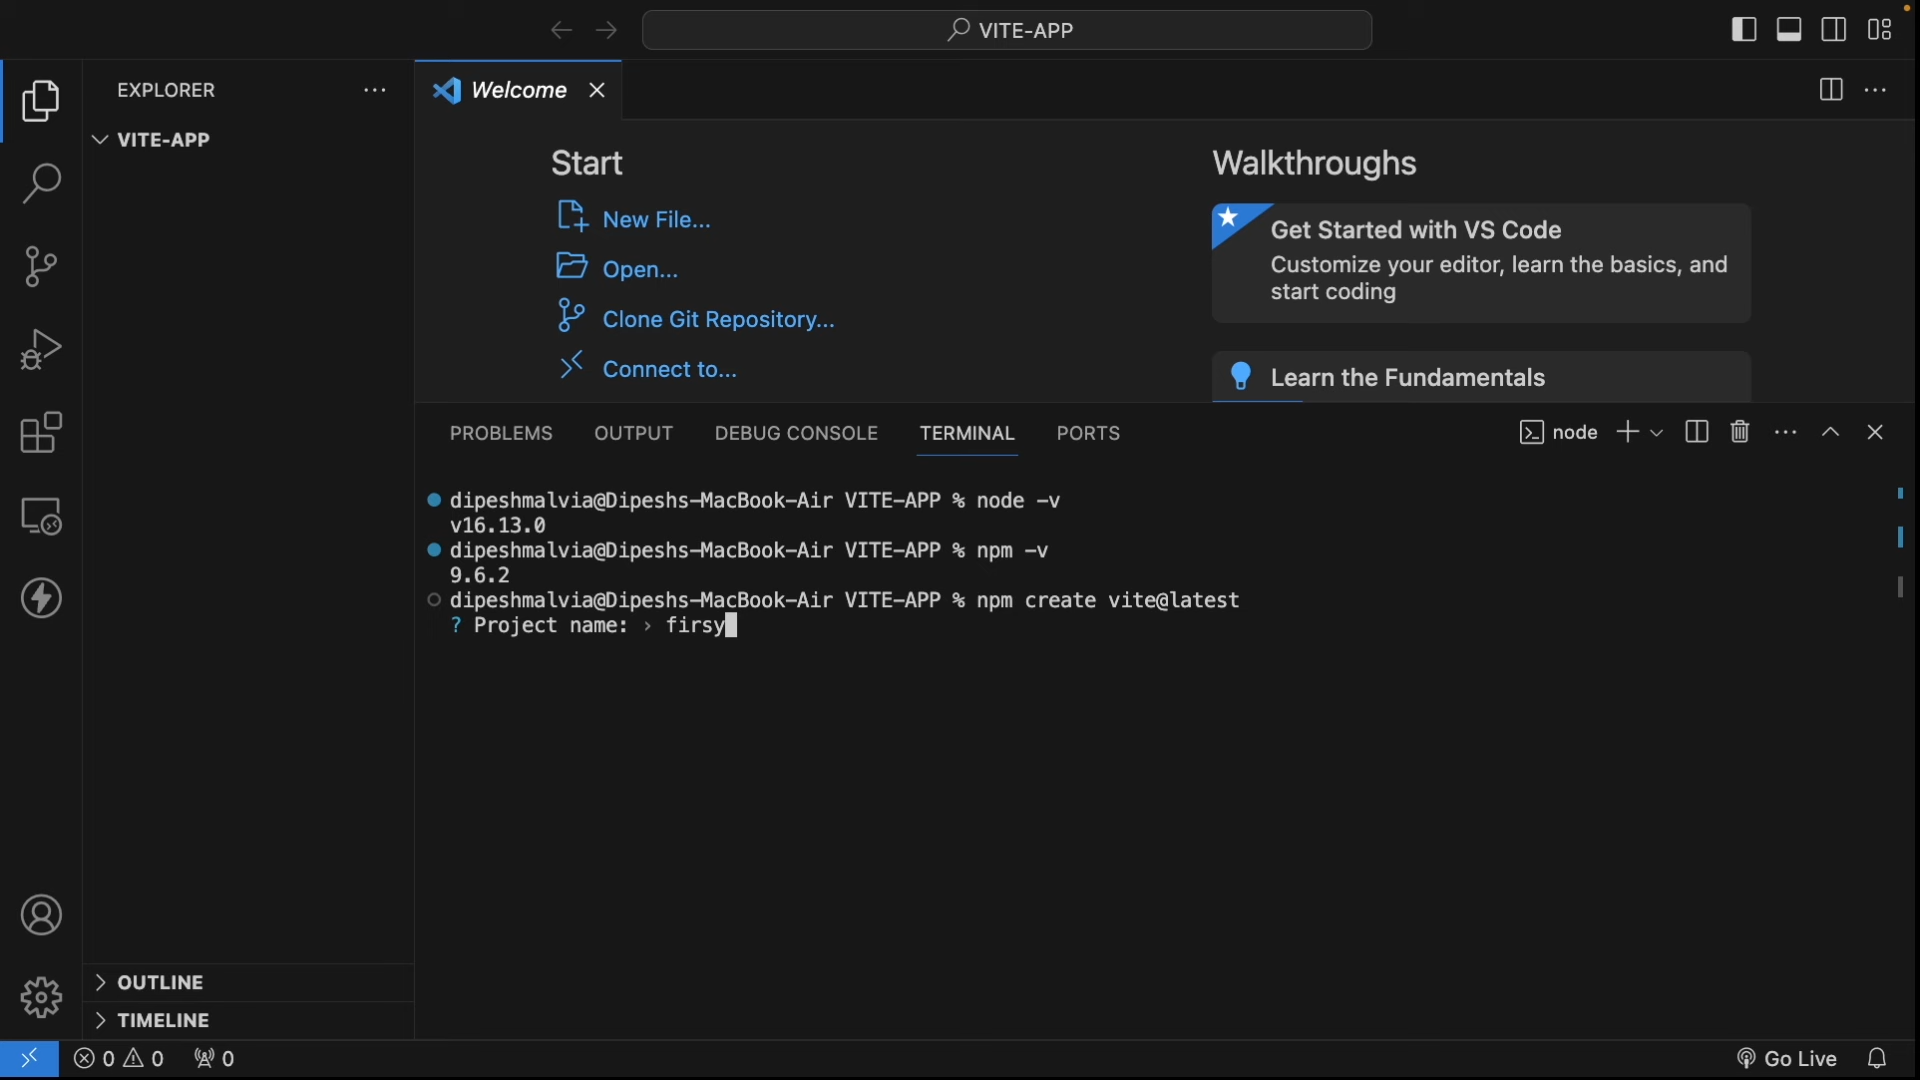 VITE-APP
EXPLORER
Welcome
VITE-APP
Start
New File...
Open...
Clone Git Repository...
Connect to...
Walkthroughs
Get Started with VS Code
Customize your editor, learn the basics, and
start coding
Learn the Fundamentals
PROBLEMS OUTPUT DEBUG CONSOLE TERMINAL PORTS
node
dipeshmalvia@Dipeshs-MacBook-Air VITE-APP % node -v
v16.13.0
dipeshmalvia@Dipeshs-MacBook-Air VITE-APP % npm -v
9.6.2
dipeshmalvia@Dipeshs-MacBook-Air VITE-APP % npm create vite@latest
? Project name: › firsy
OUTLINE
TIMELINE
0 0 0
Go Live